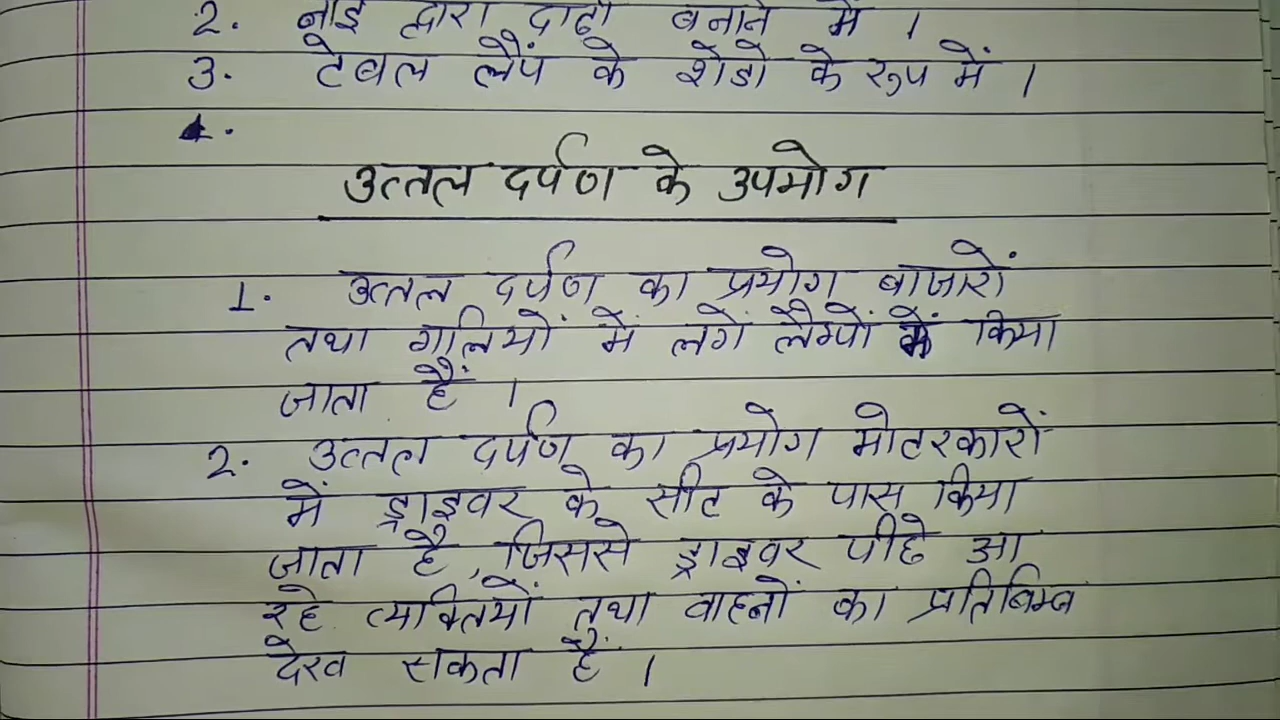 2. नाई द्वारा दाढ़ी बनाने में ।
3. टेबल लैंप के शेडो के रूप में ।
4.
उत्तल दर्पण के उपयोग
1. उत्तल दर्पण का प्रयोग बाजारों
तथा गलियों में लगें लैम्पों में किया
जाता हैं ।
2. उत्तल दर्पण का प्रयोग मोटरकारों
में ड्राइवर के सीट के पास किया
जाता है, जिससे ड्राइवर पीछे आ
रहे व्यक्तियों तथा वाहनों का प्रतिबिम्ब
देख सकता हैं ।